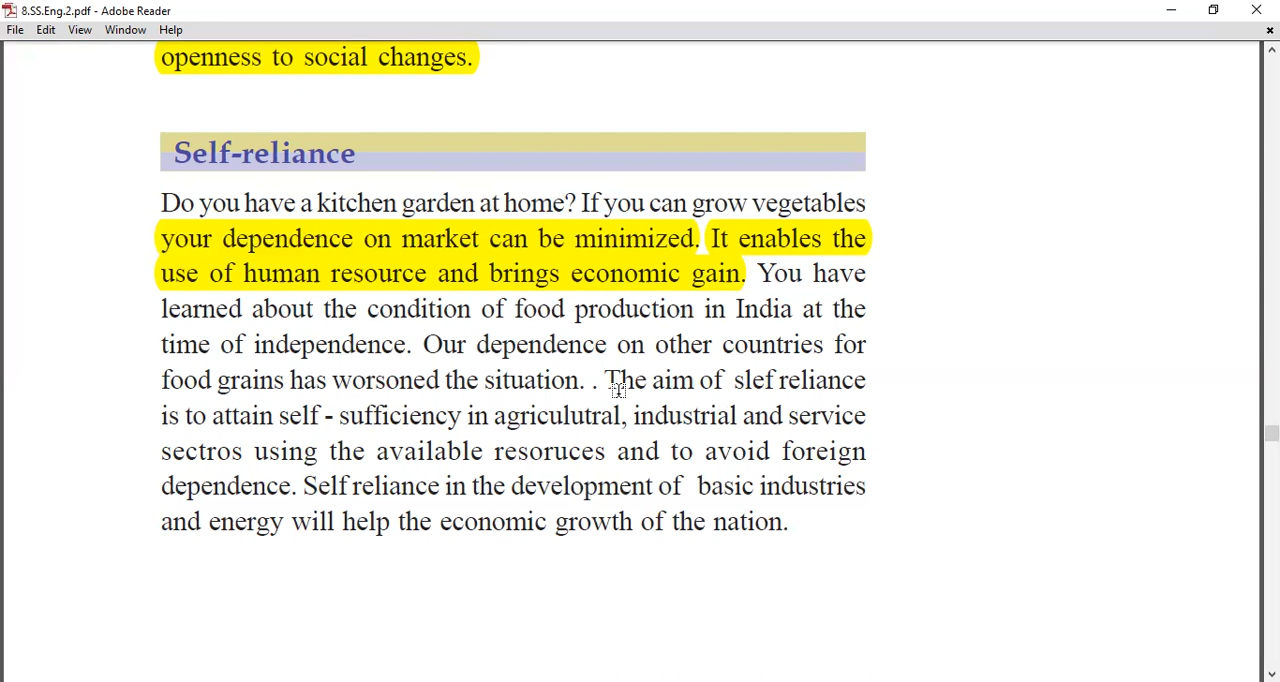 8.SS.Eng.2.pdf - Adobe Reader
File Edit View Window Help
openness to social changes.
Self-reliance
Do you have a kitchen garden at home? If you can grow vegetables
your dependence on market can be minimized. It enables the
use of human resource and brings economic gain. You have
learned about the condition of food production in India at the
time of independence. Our dependence on other countries for
food grains has worsoned the situation. . The aim of slef reliance
is to attain self - sufficiency in agriculutral, industrial and service
sectros using the available resoruces and to avoid foreign
dependence. Self reliance in the development of basic industries
and energy will help the economic growth of the nation.